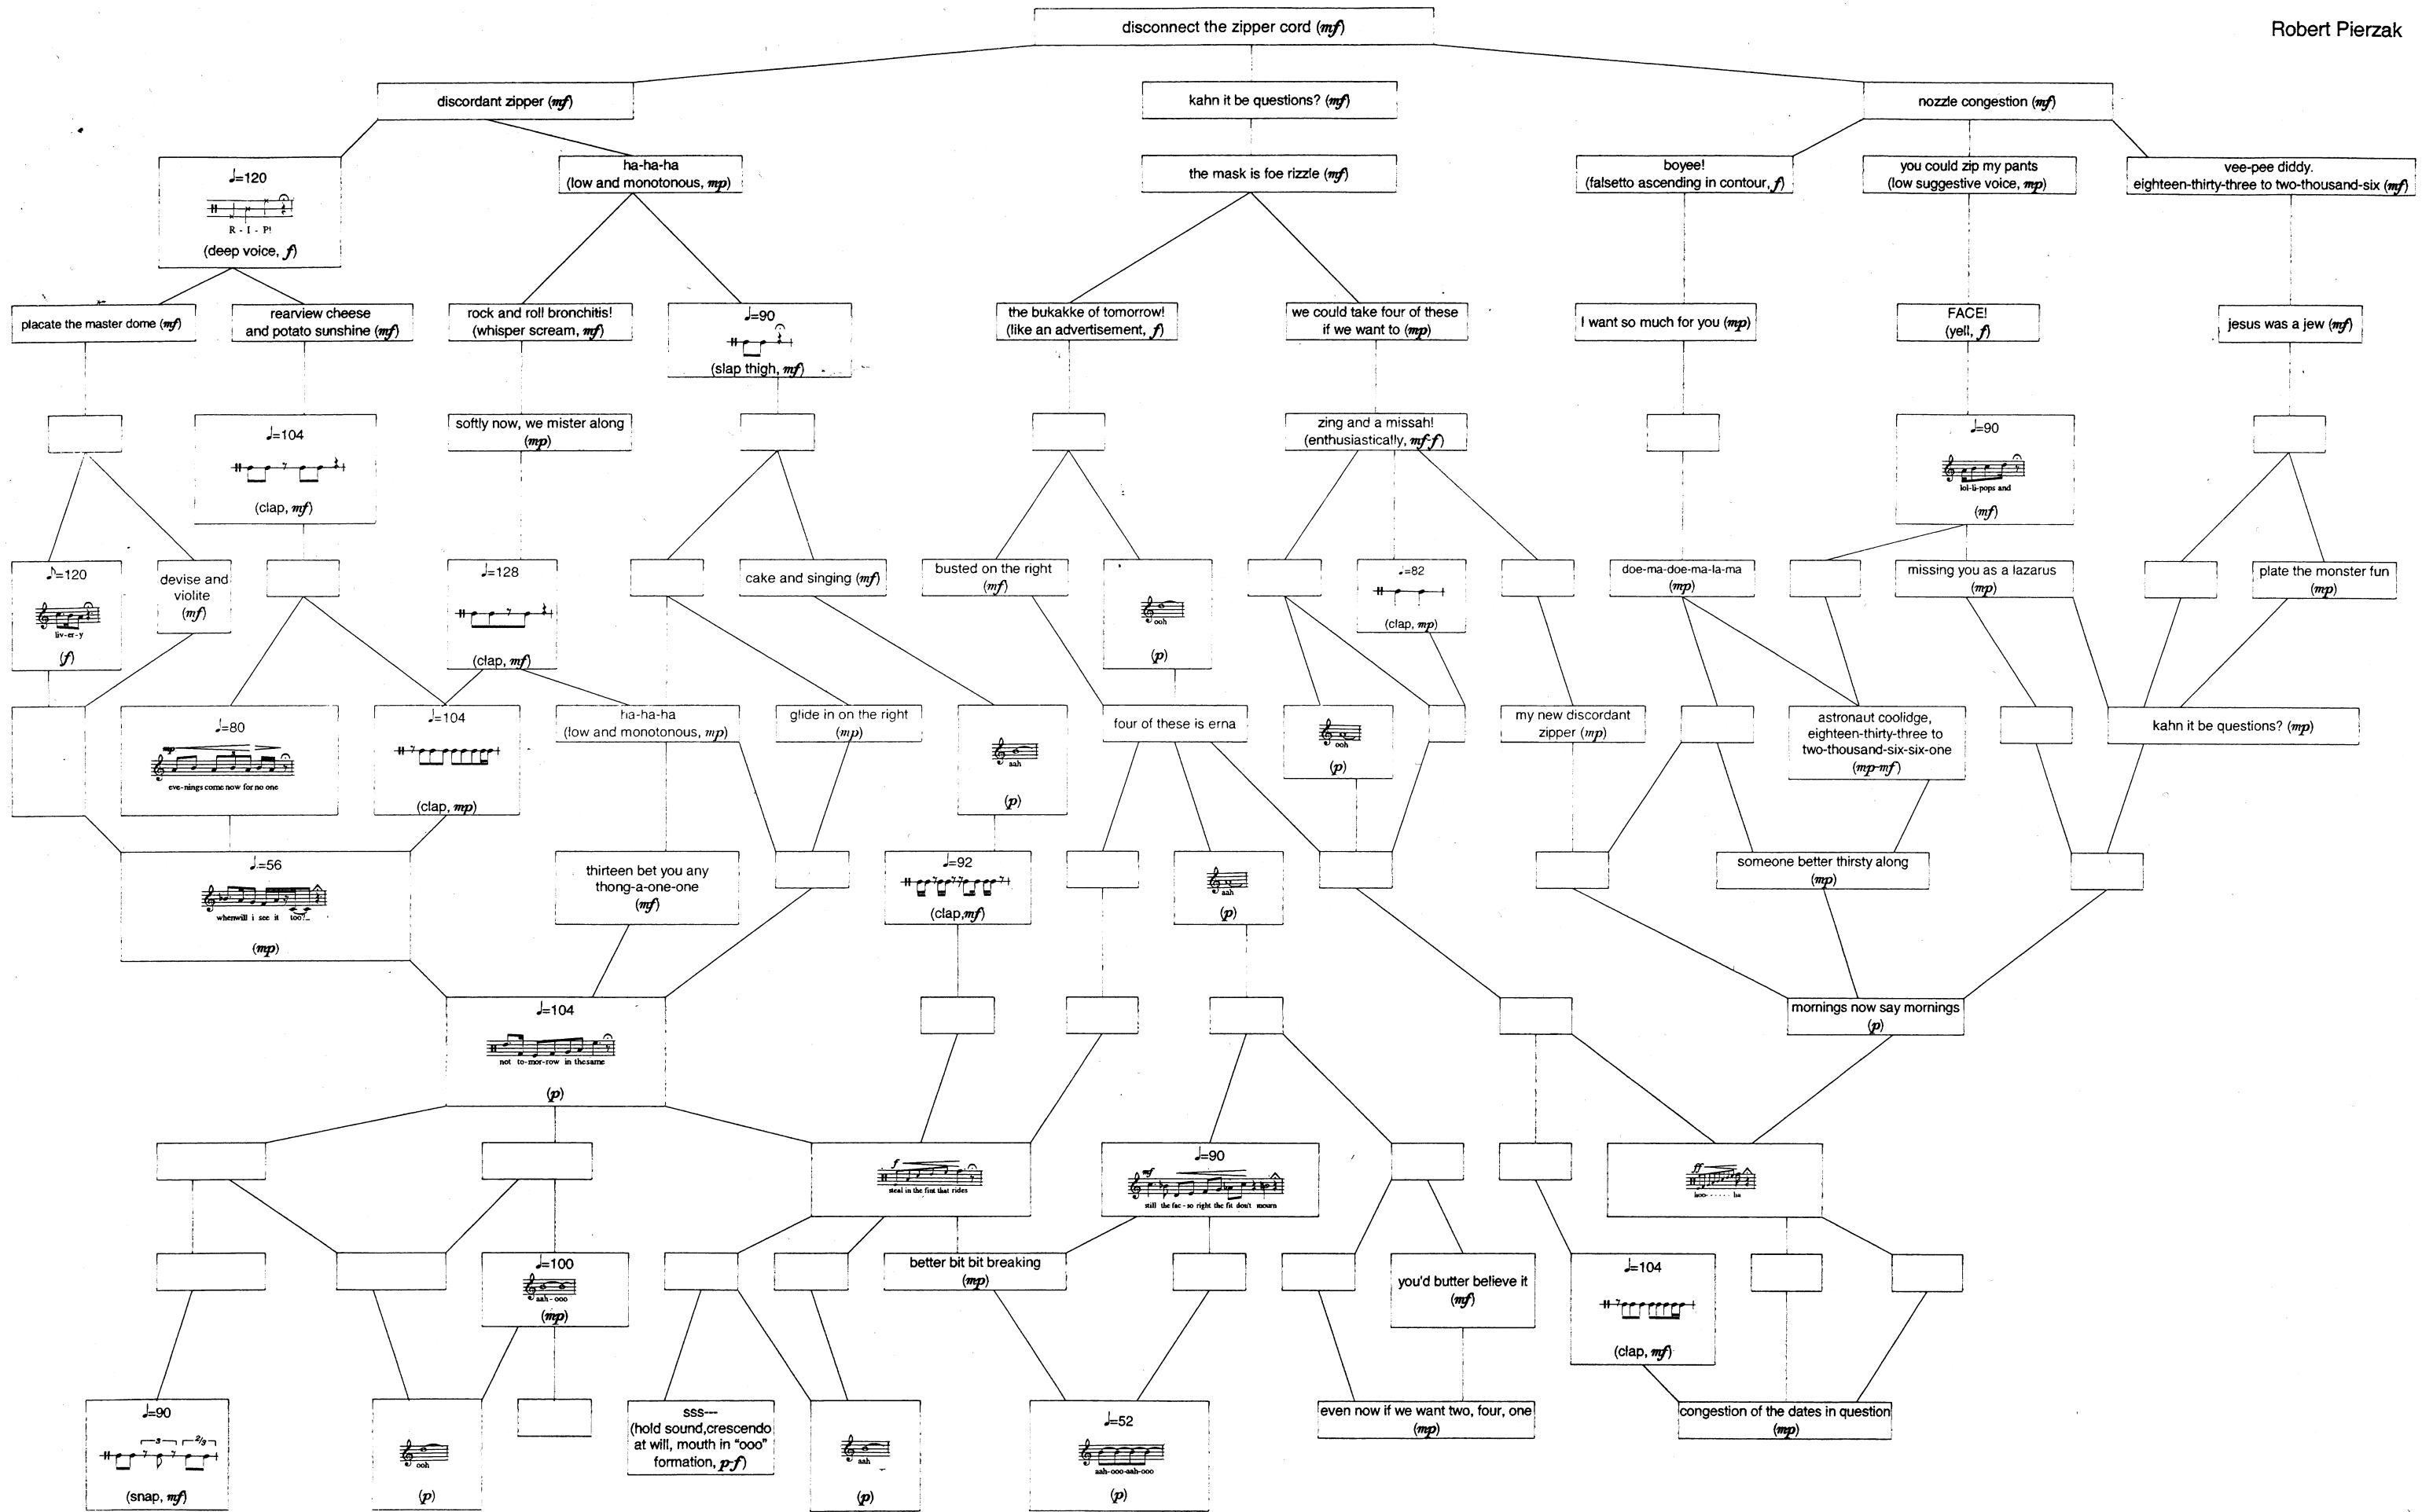 disconnect the zipper cord (mf)
Robert Pierzak
discordant zipper (mf)
kahn it be questions? (mf)
nozzle congestion (mf)
♩=120
R - I - P!
(deep voice, f)
ha-ha-ha
(low and monotonous, mp)
the mask is foe rizzle (mf)
boyee!
(falsetto ascending in contour, f)
you could zip my pants
(low suggestive voice, mp)
vee-pee diddy.
eighteen-thirty-three to two-thousand-six (mf)
placate the master dome (mf)
rearview cheese
and potato sunshine (mf)
rock and roll bronchitis!
(whisper scream, mf)
♩=90
(slap thigh, mf)
the bukakke of tomorrow!
(like an advertisement, f)
we could take four of these
if we want to (mp)
I want so much for you (mp)
FACE!
(yell, f)
jesus was a jew (mf)
♩=104
(clap, mf)
softly now, we mister along
(mp)
zing and a missah!
(enthusiastically, mf-f)
♩=90
lol-li-pops and
(mf)
♪=120
liv-er-y
(f)
devise and
violite
(mf)
♩=128
(clap, mf)
cake and singing (mf)
busted on the right
(mf)
ooh
(p)
♩=82
(clap, mp)
doe-ma-doe-ma-la-ma
(mp)
missing you as a lazarus
(mp)
plate the monster fun
(mp)
♩=80
mp
eve-nings come now for no one
♩=104
(clap, mp)
ha-ha-ha
(low and monotonous, mp)
glide in on the right
(mp)
aah
(p)
four of these is erna
ooh
(p)
my new discordant
zipper (mp)
astronaut coolidge,
eighteen-thirty-three to
two-thousand-six-six-one
(mp-mf)
kahn it be questions? (mp)
♩=56
whenwill i see it too?
(mp)
thirteen bet you any
thong-a-one-one
(mf)
♩=92
(clap,mf)
aah
(p)
someone better thirsty along
(mp)
♩=104
not to-mor-row in thesame
(p)
mornings now say mornings
(p)
f
steal in the fint that rides
♩=90
mf
still the fac - so right the fit don't mourn
ff
hoo- - - - - - ha
♩=100
aah - ooo
(mp)
better bit bit breaking
(mp)
you'd butter believe it
(mf)
♩=104
(clap, mf)
♩=90
3 2/3
(snap, mf)
ooh
(p)
sss---
(hold sound,crescendo
at will, mouth in "ooo"
formation, p-f)
aah
(p)
♩=52
aah-ooo-aah-ooo
(p)
even now if we want two, four, one
(mp)
congestion of the dates in question
(mp)